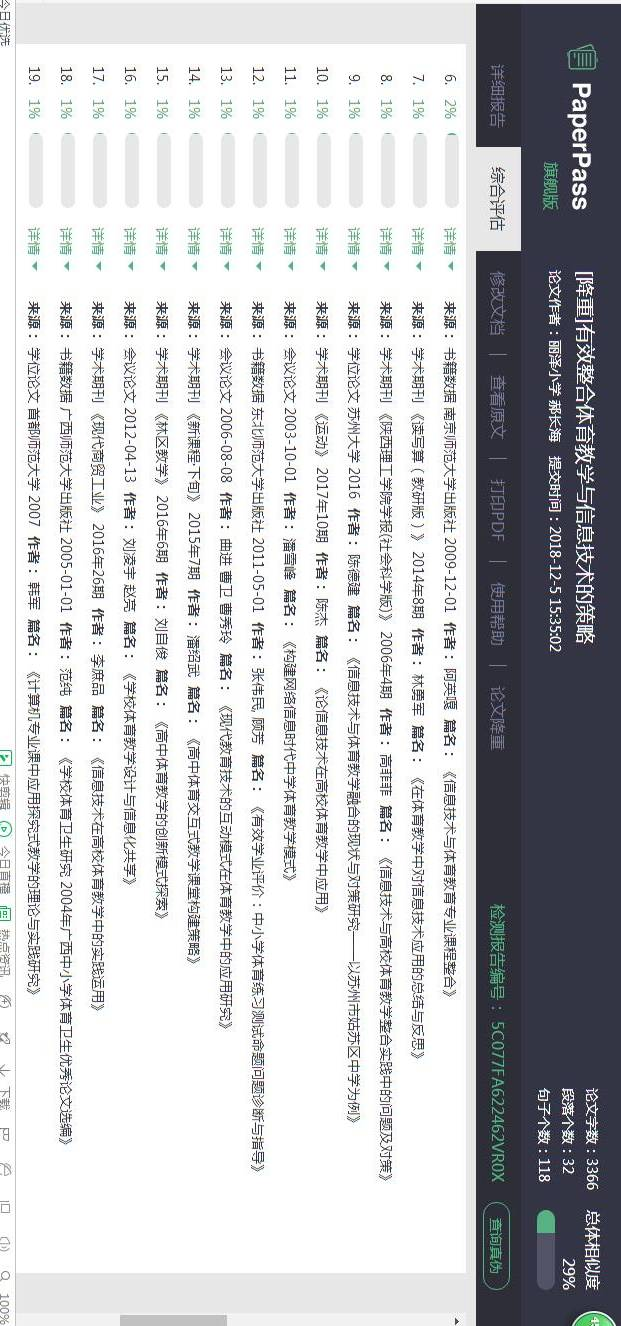 PaperPass
旗舰版
[降重]有效整合体育教学与信息技术的策略
论文作者：丽泽小学 郝长海 提交时间：2018-12-5 15:35:02
论文字数：3366
段落个数：32
句子个数：118
总体相似度
29%
详细报告
综合评估
修改文档 | 查看原文 | 打印PDF | 使用帮助 | 论文降重
检测报告编号：5C077FA622462VR0X
查询真伪
6. 2% 详情 来源：书籍数据 南京师范大学出版社 2009-12-01 作者：阿英嘎 篇名：《信息技术与体育教育专业课程整合》
7. 1% 详情 来源：学术期刊 《读写算（教研版）》 2014年8期 作者：林勇军 篇名：《在体育教学中对信息技术应用的总结与反思》
8. 1% 详情 来源：学术期刊 《陕西理工学院学报(社会科学版)》 2006年4期 作者：高菲菲 篇名：《信息技术与高校体育教学整合实践中的问题及对策》
9. 1% 详情 来源：学位论文 苏州大学 2016 作者：陈德建 篇名：《信息技术与体育教学融合的现状与对策研究——以苏州市姑苏区中学为例》
10. 1% 详情 来源：学术期刊 《运动》 2017年10期 作者：陈杰 篇名：《论信息技术在高校体育教学中应用》
11. 1% 详情 来源：会议论文 2003-10-01 作者：潘雪峰 篇名：《构建网络信息时代中学体育教学模式》
12. 1% 详情 来源：书籍数据 东北师范大学出版社 2011-05-01 作者：张伟民, 顾芳 篇名：《有效学业评价：中小学体育练习测试命题问题诊断与指导》
13. 1% 详情 来源：会议论文 2006-08-08 作者：曲进 曹卫 曹秀玲 篇名：《现代教育技术的互动模式在体育教学中的应用研究》
14. 1% 详情 来源：学术期刊 《新课程·下旬》 2015年7期 作者：潘绍武 篇名：《高中体育交互式教学课堂构建策略》
15. 1% 详情 来源：学术期刊 《林区教学》 2016年6期 作者：刘自俊 篇名：《高中体育教学的创新模式探索》
16. 1% 详情 来源：会议论文 2012-04-13 作者：刘凌宇 赵亮 篇名：《学校体育教学设计与信息化共享》
17. 1% 详情 来源：学术期刊 《现代商贸工业》 2016年26期 作者：李庶品 篇名：《信息技术在高校体育教学中的实践运用》
18. 1% 详情 来源：书籍数据 广西师范大学出版社 2005-01-01 作者：范纯 篇名：《学校体育卫生研究 2004年广西中小学体育卫生优秀论文选编》
19. 1% 详情 来源：学位论文 首都师范大学 2007 作者：韩军 篇名：《计算机专业课中应用探究式教学的理论与实践研究》
今日优选 快剪辑 今日直播 热点资讯 下载 100%